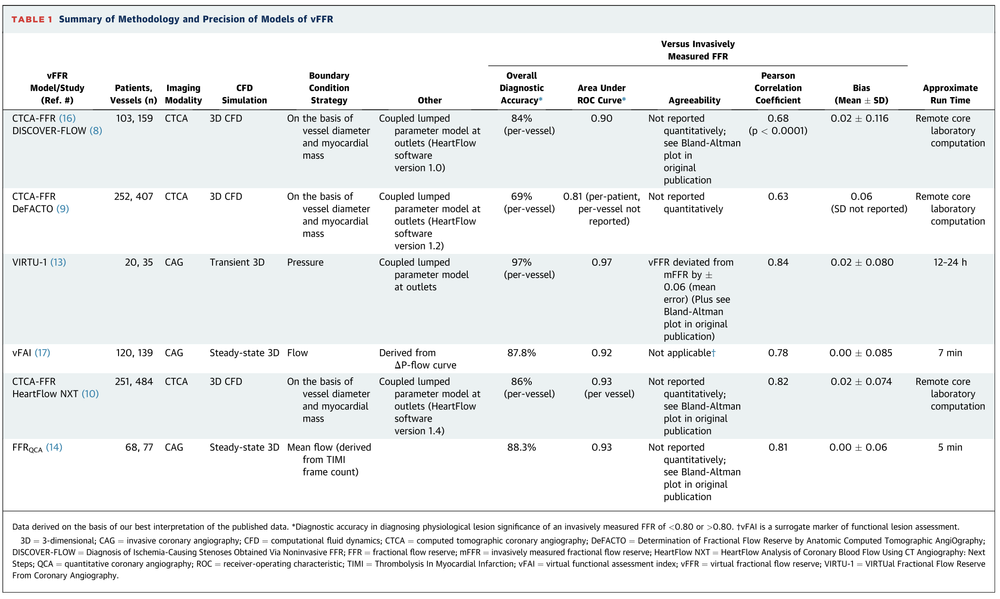 TABLE 1 Summary of Methodology and Precision of Models of vFFR
Versus Invasively
Measured FFR
vFFR
Model/Study
(Ref. #)
Patients,
Vessels (n)
Imaging
Modality
CFD
Simulation
Boundary
Condition
Strategy
Other
Overall
Diagnostic
Accuracy*
Area Under
ROC Curve*
Agreeability
Pearson
Correlation
Coefficient
Bias
(Mean ± SD)
Approximate
Run Time
CTCA-FFR (16)
DISCOVER-FLOW (8)
103, 159
CTCA
3D CFD
On the basis of
vessel diameter
and myocardial
mass
Coupled lumped
parameter model at
outlets (HeartFlow
software
version 1.0)
84%
(per-vessel)
0.90
Not reported
quantitatively;
see Bland-Altman
plot in
original
publication
0.68
(p < 0.0001)
0.02 ± 0.116
Remote core
laboratory
computation
CTCA-FFR
DeFACTO (9)
252, 407
CTCA
3D CFD
On the basis of
vessel diameter
and myocardial
mass
Coupled lumped
parameter model at
outlets (HeartFlow
software
version 1.2)
69%
(per-vessel)
0.81 (per-patient,
per-vessel not
reported)
Not reported
quantitatively
0.63
0.06
(SD not reported)
Remote core
laboratory
computation
VIRTU-1 (13)
20, 35
CAG
Transient 3D
Pressure
Coupled lumped
parameter model
at outlets
97%
(per-vessel)
0.97
vFFR deviated from
mFFR by ±
0.06 (mean
error) (Plus see
Bland-Altman
plot in original
publication)
0.84
0.02 ± 0.080
12–24 h
vFAI (17)
120, 139
CAG
Steady-state 3D
Flow
Derived from
ΔP-flow curve
87.8%
0.92
Not applicable†
0.78
0.00 ± 0.085
7 min
CTCA-FFR
HeartFlow NXT (10)
251, 484
CTCA
3D CFD
On the basis of
vessel diameter
and myocardial
mass
Coupled lumped
parameter model at
outlets (HeartFlow
software
version 1.4)
86%
(per-vessel)
0.93
(per vessel)
Not reported
quantitatively;
see Bland-Altman
plot in original
publication
0.82
0.02 ± 0.074
Remote core
laboratory
computation
FFRQCA (14)
68, 77
CAG
Steady-state 3D
Mean flow (derived
from TIMI
frame count)
88.3%
0.93
Not reported
quantitatively;
see Bland-Altman
plot in original
publication
0.81
0.00 ± 0.06
5 min
Data derived on the basis of our best interpretation of the published data. *Diagnostic accuracy in diagnosing physiological lesion significance of an invasively measured FFR of <0.80 or >0.80. †vFAI is a surrogate marker of functional lesion assessment.
3D = 3-dimensional; CAG = invasive coronary angiography; CFD = computational fluid dynamics; CTCA = computed tomographic coronary angiography; DeFACTO = Determination of Fractional Flow Reserve by Anatomic Computed Tomographic AngiOgraphy;
DISCOVER-FLOW = Diagnosis of Ischemia-Causing Stenoses Obtained Via Noninvasive FFR; FFR = fractional flow reserve; mFFR = invasively measured fractional flow reserve; HeartFlow NXT = HeartFlow Analysis of Coronary Blood Flow Using CT Angiography: Next
Steps; QCA = quantitative coronary angiography; ROC = receiver-operating characteristic; TIMI = Thrombolysis In Myocardial Infarction; vFAI = virtual functional assessment index; vFFR = virtual fractional flow reserve; VIRTU-1 = VIRTUal Fractional Flow Reserve
From Coronary Angiography.